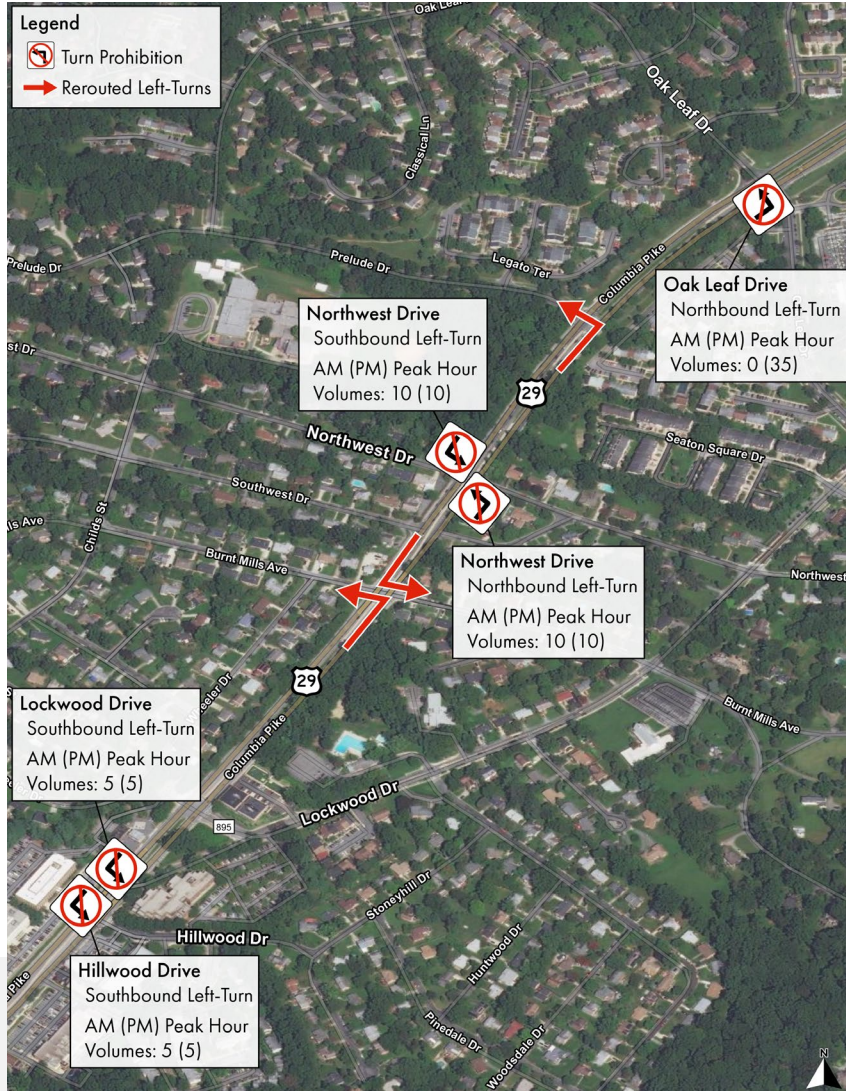 Legend
Turn Prohibition
Rerouted Left-Turns
Oak Leaf
Oak Leaf Dr
Classical Ln
Prelude Dr
Prelude Dr
Legato Ter
Columbia Pike
Oak Leaf Drive
Northbound Left-Turn
AM (PM) Peak Hour
Volumes: 0 (35)
Northwest Drive
Southbound Left-Turn
AM (PM) Peak Hour
Volumes: 10 (10)
29
st Dr
Northwest Dr
Seaton Square Dr
Southwest Dr
Childs St
ls Ave
Burnt Mills Ave
Northwest Drive
Northbound Left-Turn
AM (PM) Peak Hour
Volumes: 10 (10)
Northwest
29
Lockwood Drive
Southbound Left-Turn
AM (PM) Peak Hour
Volumes: 5 (5)
eeler Dr
Columbia Pike
Burnt Mills Ave
Lockwood Dr
895
Stoneyhill Dr
Hillwood Dr
Huntwood Dr
Pike
Hillwood Drive
Southbound Left-Turn
AM (PM) Peak Hour
Volumes: 5 (5)
Pinedale Dr
Woodsdale Dr
N